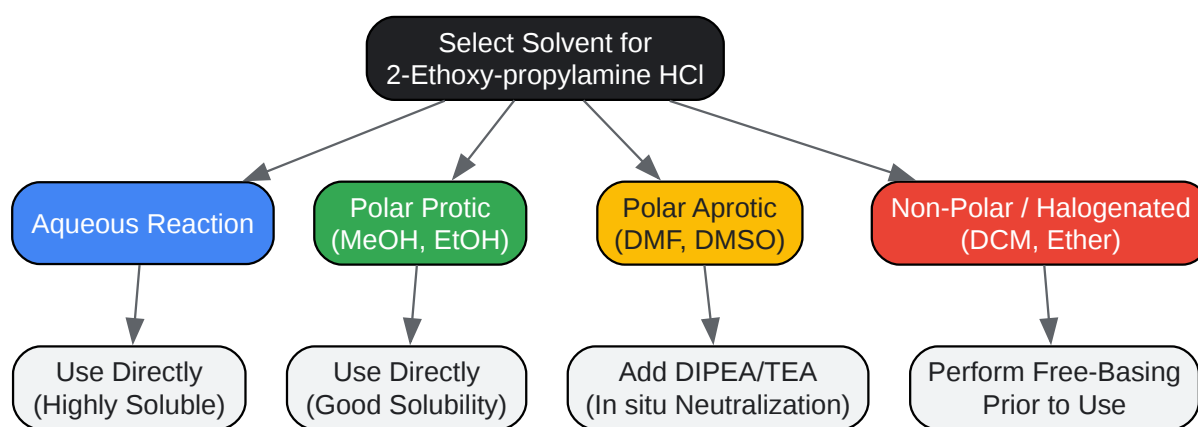 Select Solvent for
2-Ethoxy-propylamine HCl
Aqueous Reaction
Polar Protic
(MeOH, EtOH)
Polar Aprotic
(DMF, DMSO)
Non-Polar / Halogenated
(DCM, Ether)
Use Directly
(Highly Soluble)
Use Directly
(Good Solubility)
Add DIPEA/TEA
(In situ Neutralization)
Perform Free-Basing
Prior to Use